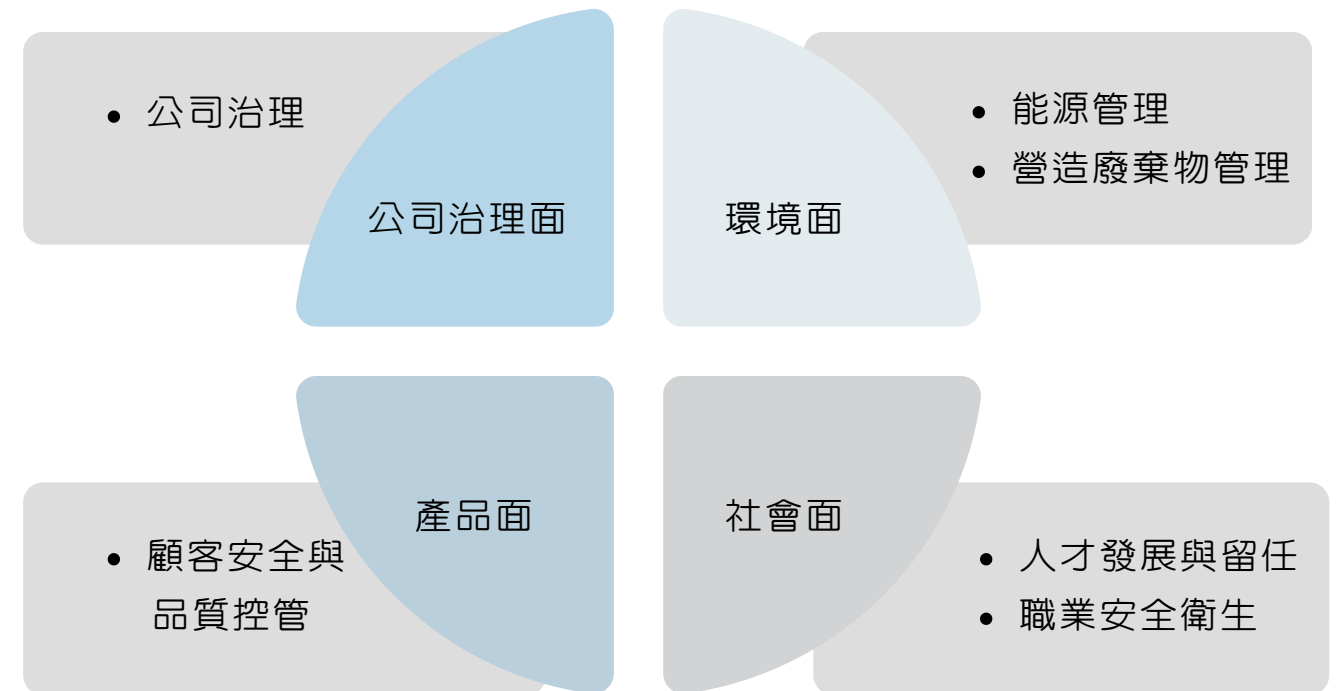 • 公司治理
公司治理面
環境面
• 能源管理
• 營造廢棄物管理
產品面
• 顧客安全與
品質控管
社會面
• 人才發展與留任
• 職業安全衛生